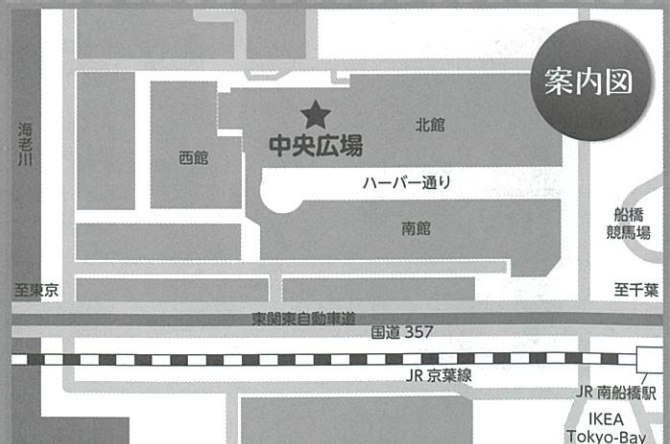 案内図
海老川
中央広場
北館
西館
ハーバー通り
南館
船橋
競馬場
至東京
至千葉
東関東自動車道
国道 357
JR 京葉線
JR 南船橋駅
IKEA
Tokyo-Bay